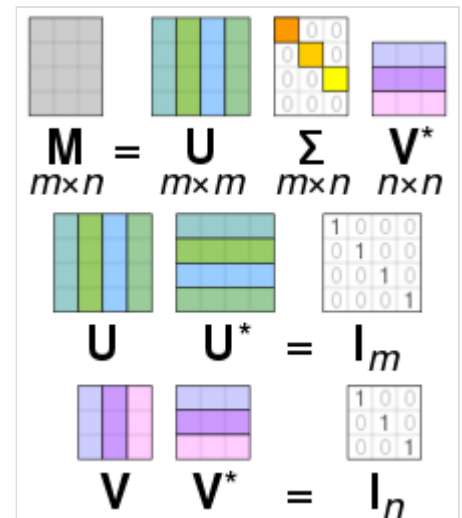 0 0
0 0
0 0
0 0 0
M = U Σ V*
m×n m×m m×n n×n
1 0 0 0
0 1 0 0
0 0 1 0
0 0 0 1
U U* = Iₘ
1 0 0
0 1 0
0 0 1
V V* = Iₙ